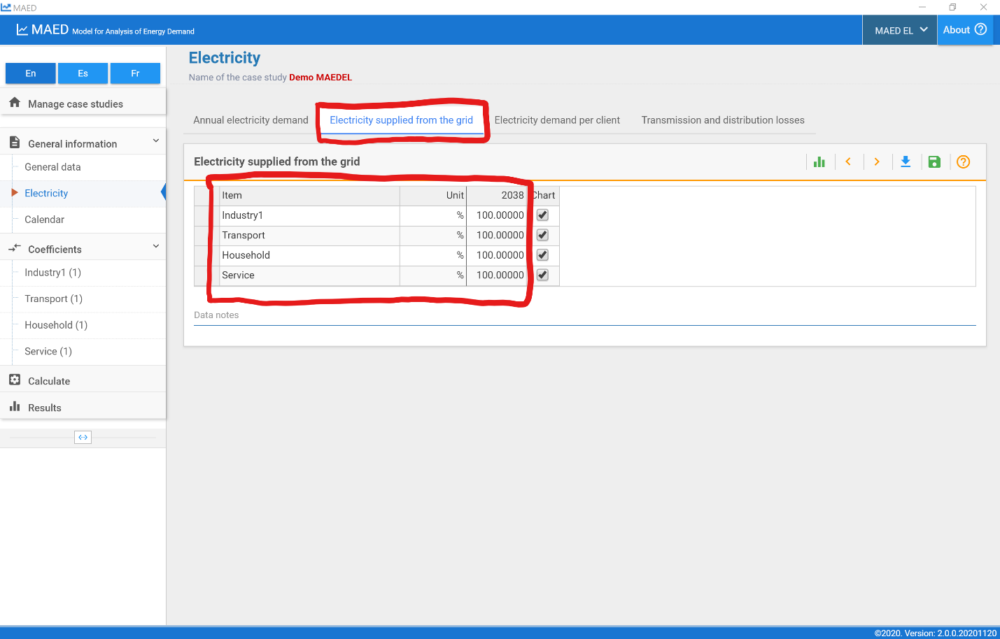 MAED
MAED Model for Analysis of Energy Demand
MAED EL
About
En Es Fr
Manage case studies
General information
General data
Electricity
Calendar
Coefficients
Industry1 (1)
Transport (1)
Household (1)
Service (1)
Calculate
Results
Electricity
Name of the case study Demo MAEDEL
Annual electricity demand Electricity supplied from the grid Electricity demand per client Transmission and distribution losses
Electricity supplied from the grid
Item Unit 2038 Chart
Industry1 % 100.00000
Transport % 100.00000
Household % 100.00000
Service % 100.00000
Data notes
©2020. Version: 2.0.0.20201120